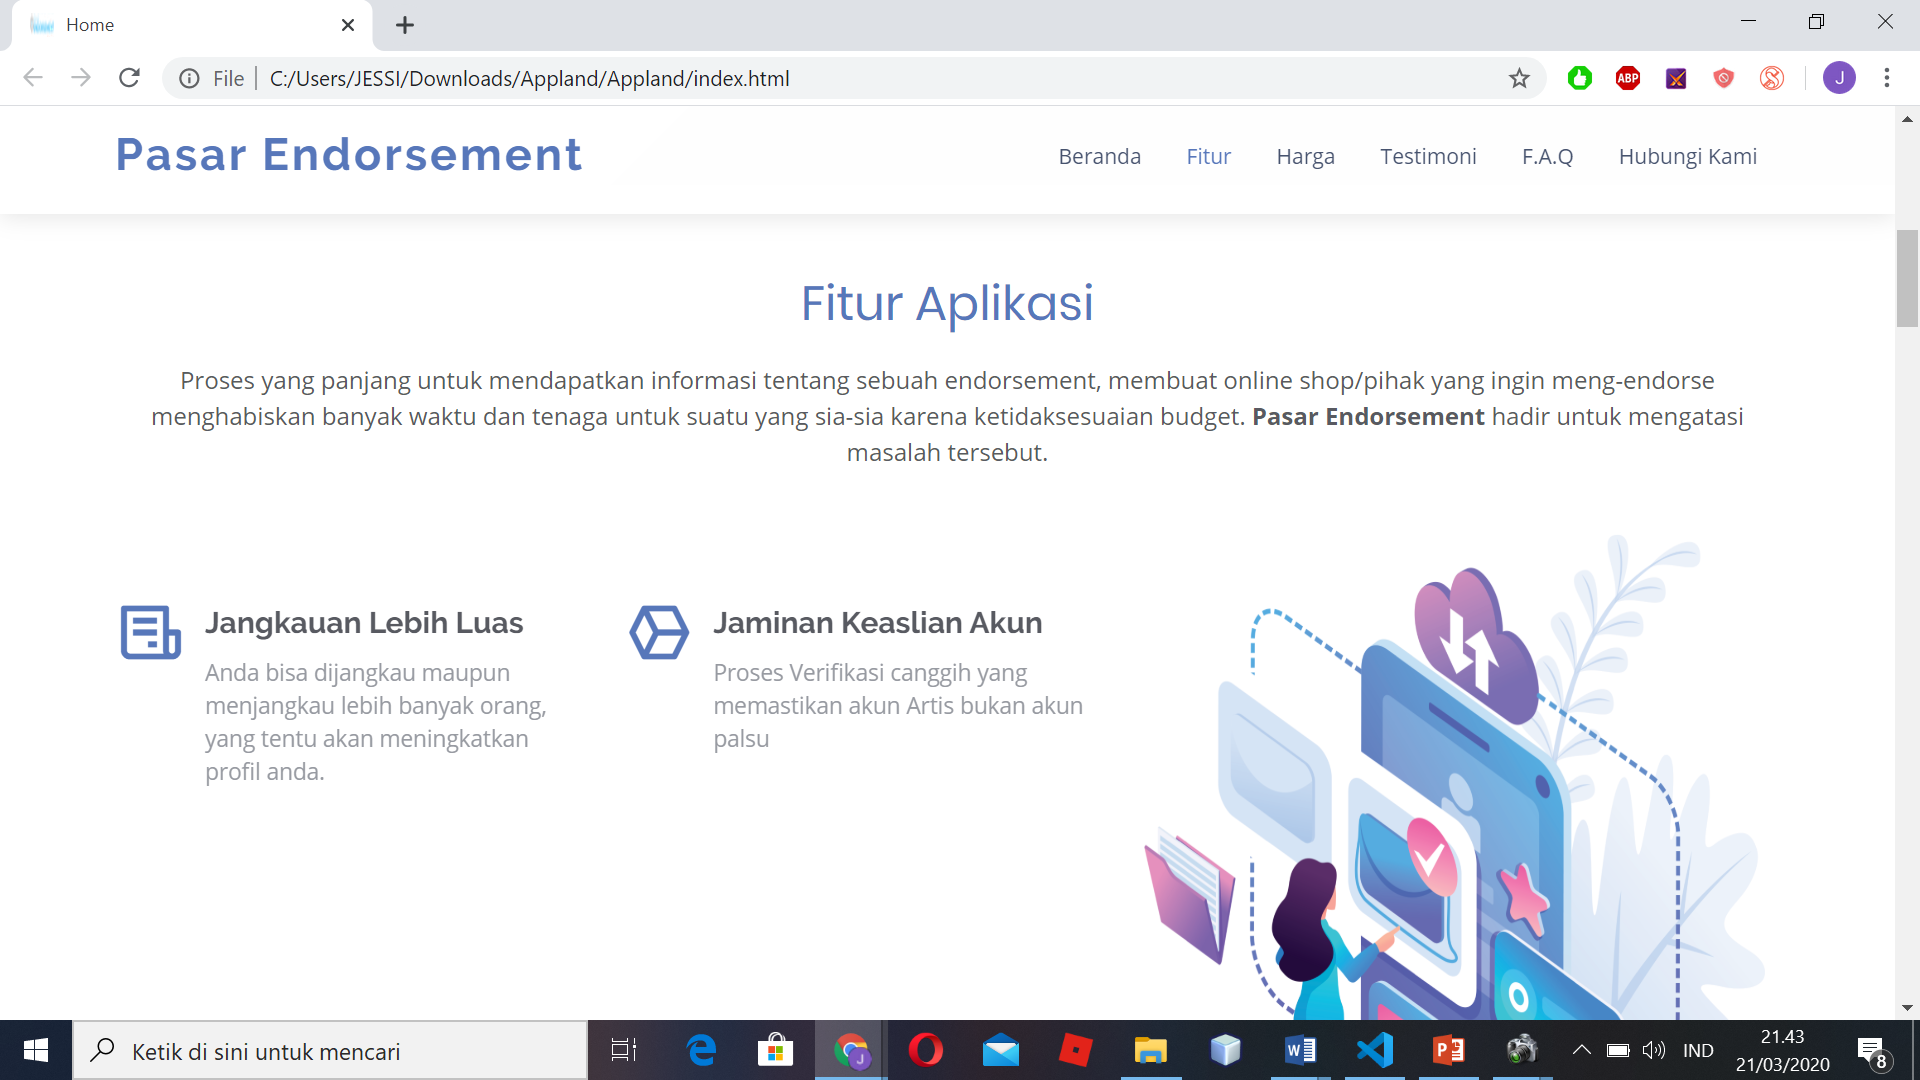 Home
File
C:/Users/JESSI/Downloads/Appland/Appland/index.html
ABP
J
Pasar Endorsement
Beranda
Fitur
Harga
Testimoni
F.A.Q
Hubungi Kami
Fitur Aplikasi
Proses yang panjang untuk mendapatkan informasi tentang sebuah endorsement, membuat online shop/pihak yang ingin meng-endorse
menghabiskan banyak waktu dan tenaga untuk suatu yang sia-sia karena ketidaksesuaian budget. Pasar Endorsement hadir untuk mengatasi
masalah tersebut.
Jangkauan Lebih Luas
Anda bisa dijangkau maupun
menjangkau lebih banyak orang,
yang tentu akan meningkatkan
profil anda.
Jaminan Keaslian Akun
Proses Verifikasi canggih yang
memastikan akun Artis bukan akun
palsu
Ketik di sini untuk mencari
J
IND
21.43
21/03/2020
8